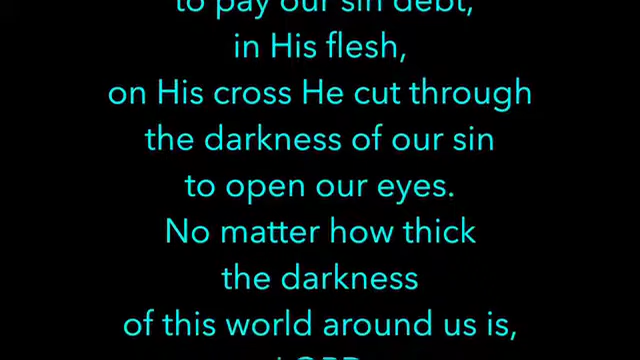 to pay our sin debt,
in His flesh,
on His cross He cut through
the darkness of our sin
to open our eyes.
No matter how thick
the darkness
of this world around us is,
LORD